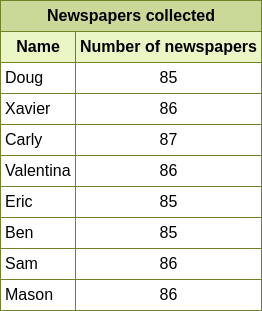 Newspapers collected
Name Number of newspapers
Doug 85
Xavier 86
Carly 87
Valentina 86
Eric 85
Ben 85
Sam 86
Mason 86